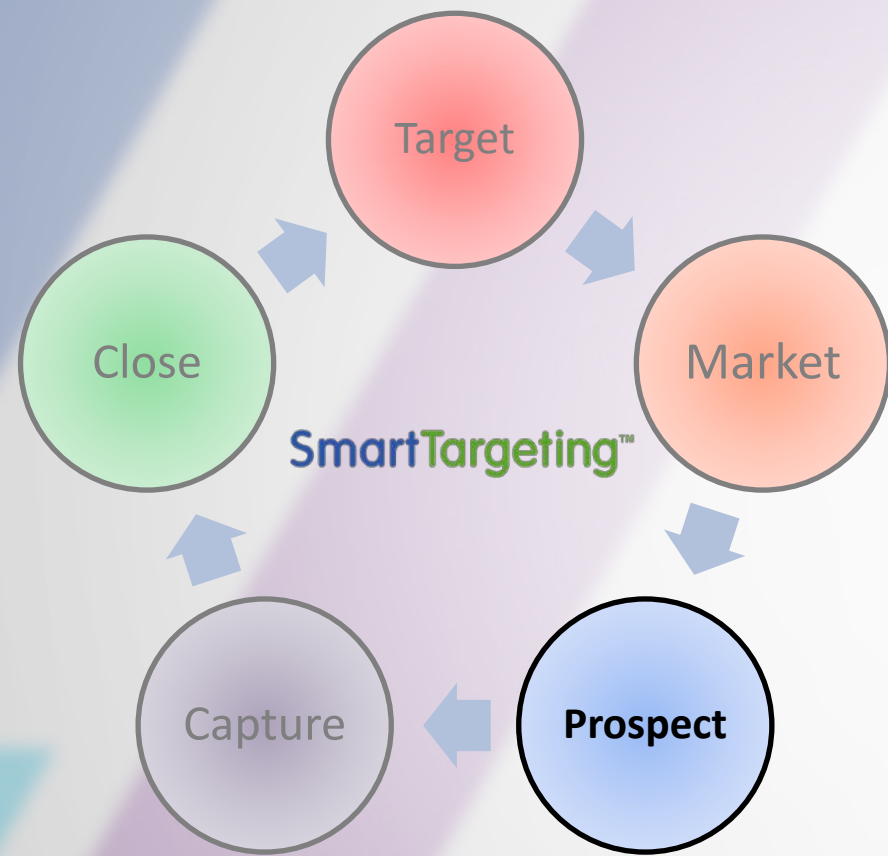 Target
Market
Prospect
Capture
Close
SmartTargeting™